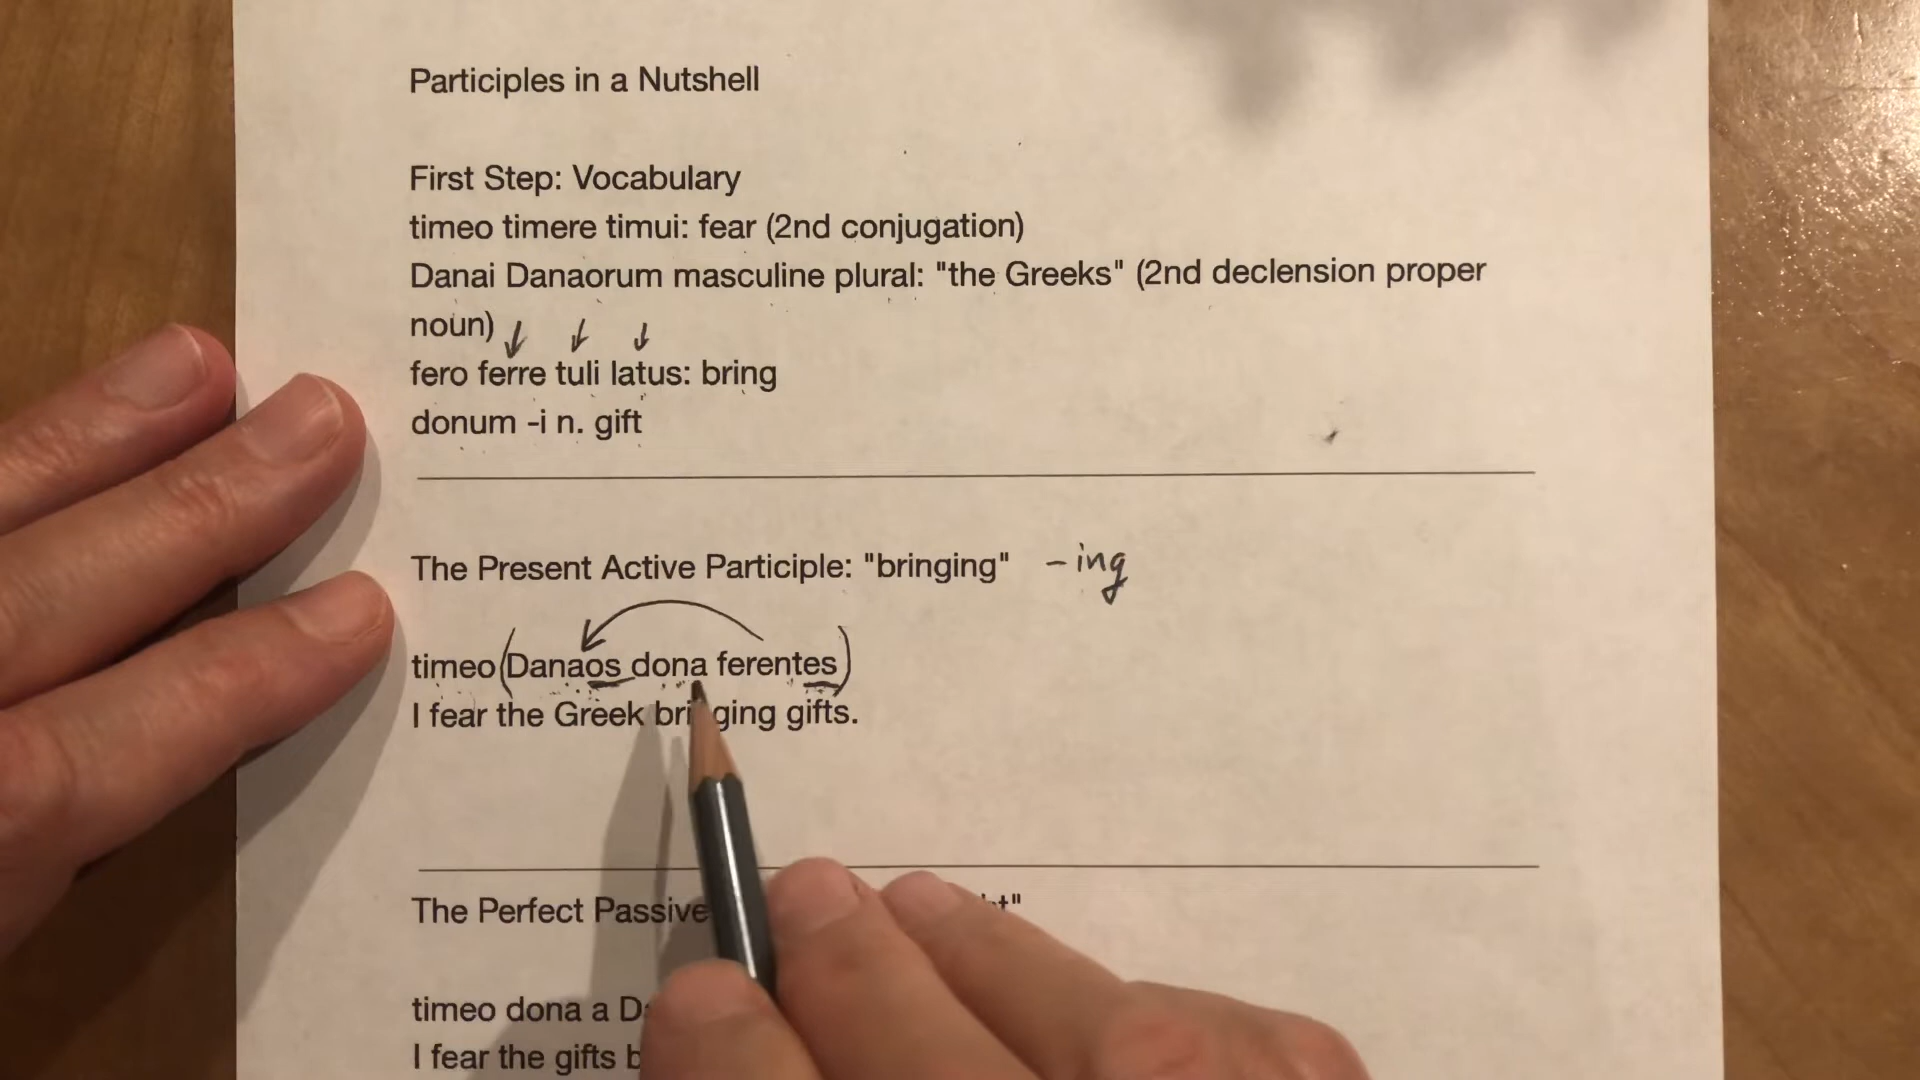 Participles in a Nutshell
First Step: Vocabulary
timeo timere timui: fear (2nd conjugation)
Danai Danaorum masculine plural: "the Greeks" (2nd declension proper
noun)
fero ferre tuli latus: bring
donum -i n. gift
The Present Active Participle: "bringing" -ing
timeo (Danaos dona ferentes)
I fear the Greek bringing gifts.
The Perfect Passive
timeo dona a
I fear the gifts